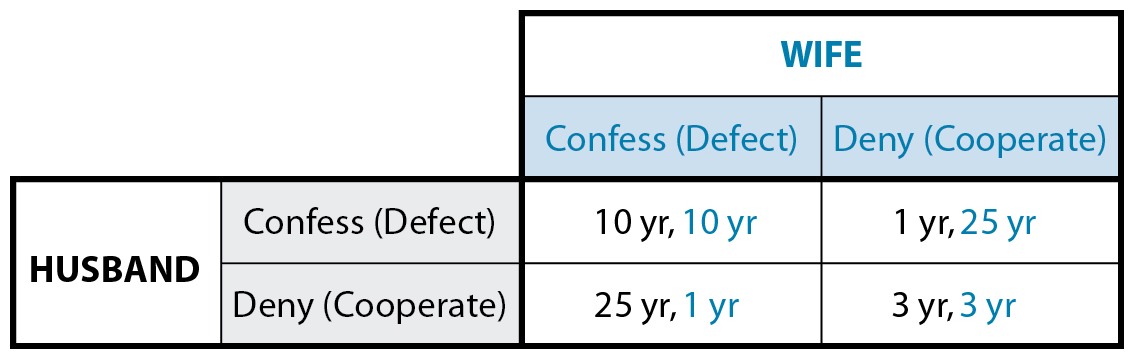 WIFE
Confess (Defect) Deny (Cooperate)
Confess (Defect) 10 yr, 10 yr 1 yr, 25 yr
HUSBAND
Deny (Cooperate) 25 yr, 1 yr 3 yr, 3 yr